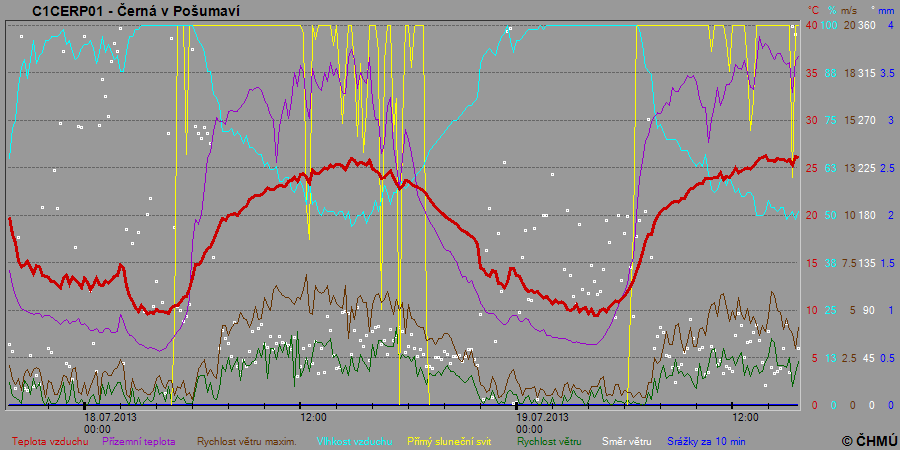 C1CERP01 - Černá v Pošumaví
°C % m/s ° mm
40 100 20 360 4
35 88 18 315 3.5
30 75 15 270 3
25 63 13 225 2.5
20 50 10 180 2
15 38 7.5 135 1.5
10 25 5 90 1
5 13 2.5 45 0.5
0 0 0 0 0
18.07.2013 12:00 19.07.2013 12:00
00:00 00:00
Teplota vzduchu Přízemní teplota Rychlost větru maxim. Vlhkost vzduchu Přímý sluneční svit Rychlost větru Směr větru Srážky za 10 min © ČHMÚ